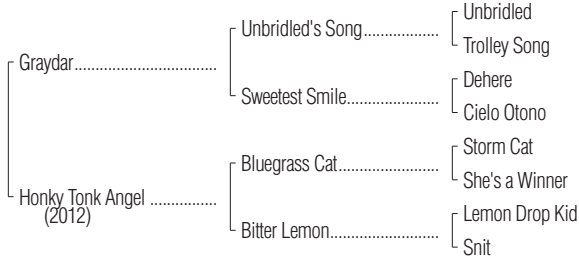 Unbridled
Unbridled's Song..................
Trolley Song
Graydar..................................
Dehere
Sweetest Smile......................
Cielo Otono
Storm Cat
Bluegrass Cat........................
She's a Winner
Honky Tonk Angel ................
(2012)
Lemon Drop Kid
Bitter Lemon..........................
Snit